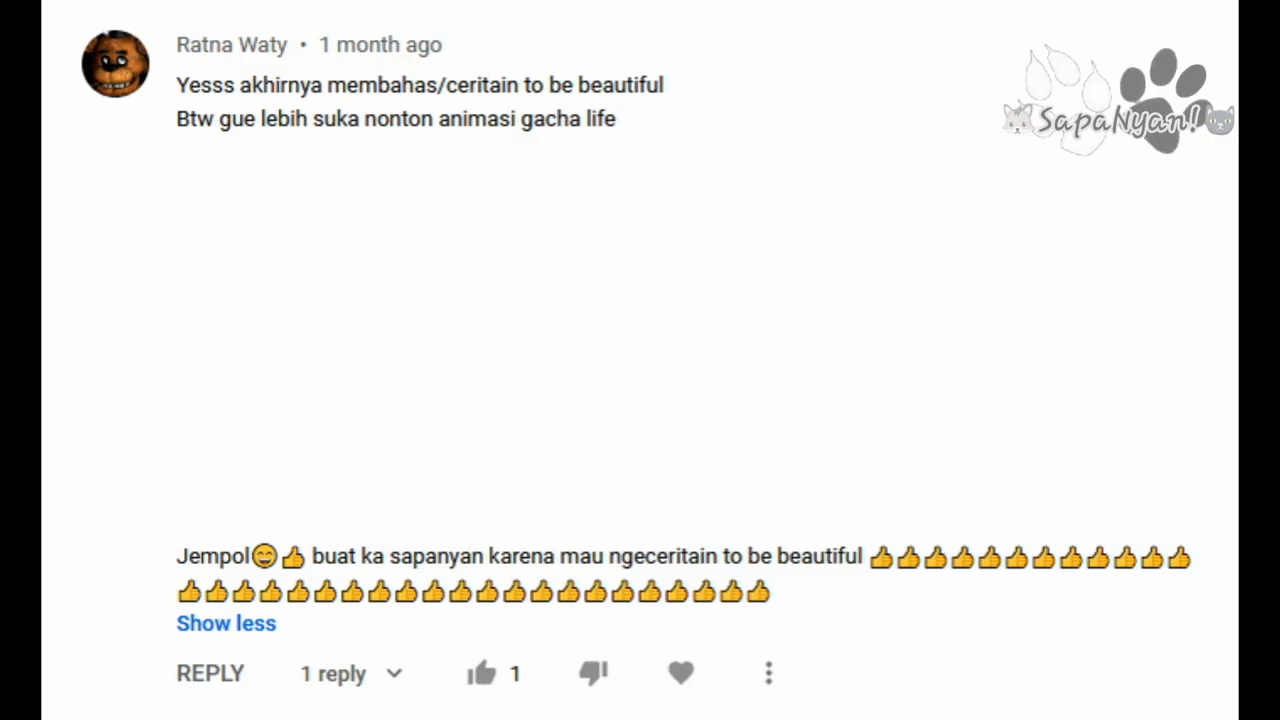 Ratna Waty • 1 month ago
Yesss akhirnya membahas/ceritain to be beautiful
Btw gue lebih suka nonton animasi gacha life
SapaNyan!
Jempol😄👍 buat ka sapanyan karena mau ngeceritain to be beautiful 👍👍👍👍👍👍👍👍👍👍👍👍
👍👍👍👍👍👍👍👍👍👍👍👍👍👍👍👍👍👍👍👍👍👍
Show less
REPLY 1 reply 1